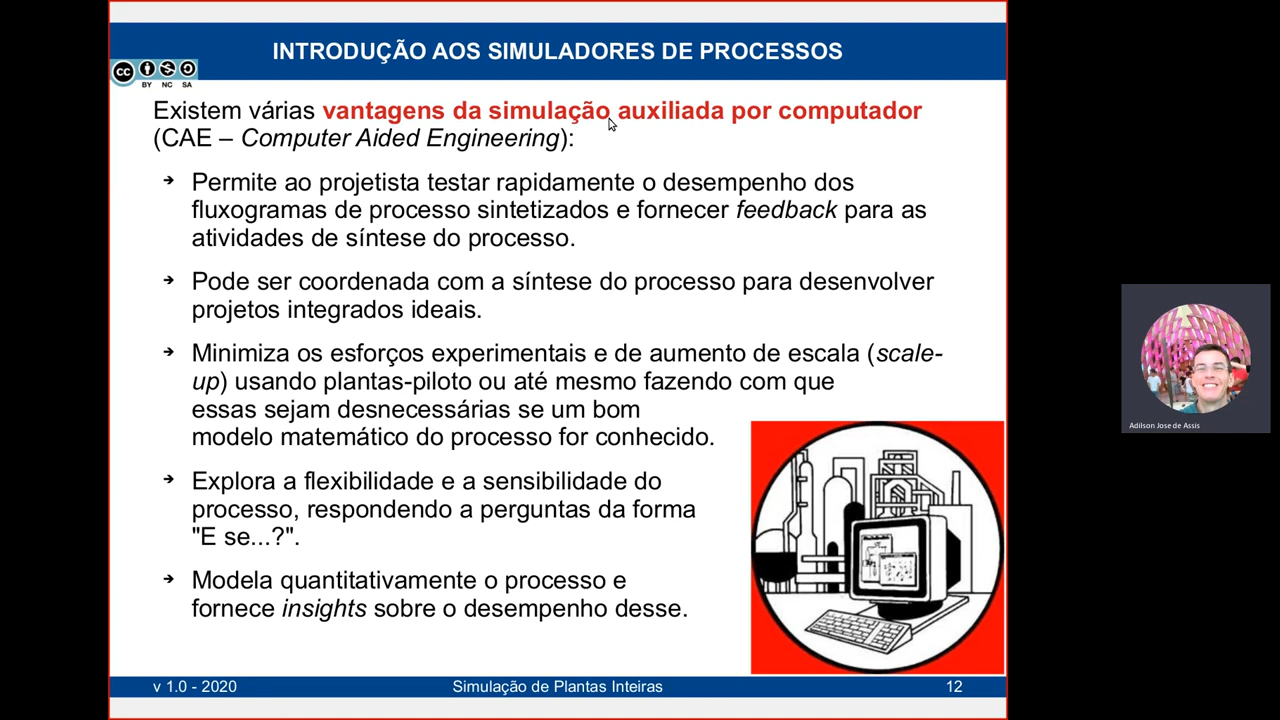 INTRODUÇÃO AOS SIMULADORES DE PROCESSOS
cc
BY NC SA
Existem várias vantagens da simulação auxiliada por computador
(CAE – Computer Aided Engineering):
➔ Permite ao projetista testar rapidamente o desempenho dos
fluxogramas de processo sintetizados e fornecer feedback para as
atividades de síntese do processo.
➔ Pode ser coordenada com a síntese do processo para desenvolver
projetos integrados ideais.
➔ Minimiza os esforços experimentais e de aumento de escala (scale-
up) usando plantas-piloto ou até mesmo fazendo com que
essas sejam desnecessárias se um bom
modelo matemático do processo for conhecido.
➔ Explora a flexibilidade e a sensibilidade do
processo, respondendo a perguntas da forma
"E se...?".
➔ Modela quantitativamente o processo e
fornece insights sobre o desempenho desse.
v 1.0 - 2020 Simulação de Plantas Inteiras 12
Adilson Jose de Assis